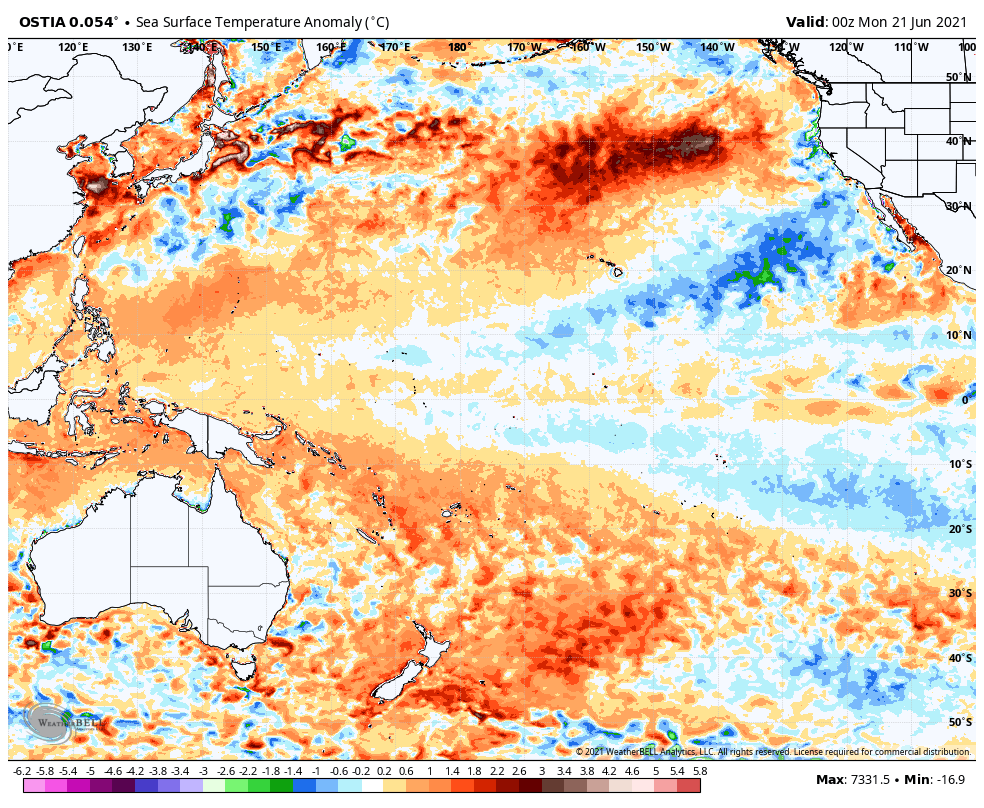 OSTIA 0.054° • Sea Surface Temperature Anomaly (°C)
Valid: 00z Mon 21 Jun 2021
120°E 130°E 140°E 150°E 160°E 170°E 180° 170°W 160°W 150°W 140°W 120°W 110°W
50°N
40°N
30°N
20°N
10°N
0°
10°S
20°S
30°S
40°S
50°S
WEATHERBELL
© 2021 WeatherBELL Analytics, LLC. All rights reserved. License required for commercial distribution.
-6.2 -5.8 -5.4 -5 -4.6 -4.2 -3.8 -3.4 -3 -2.6 -2.2 -1.8 -1.4 -1 -0.6 -0.2 0.2 0.6 1 1.4 1.8 2.2 2.6 3 3.4 3.8 4.2 4.6 5 5.4 5.8
Max: 7331.5 • Min: -16.9